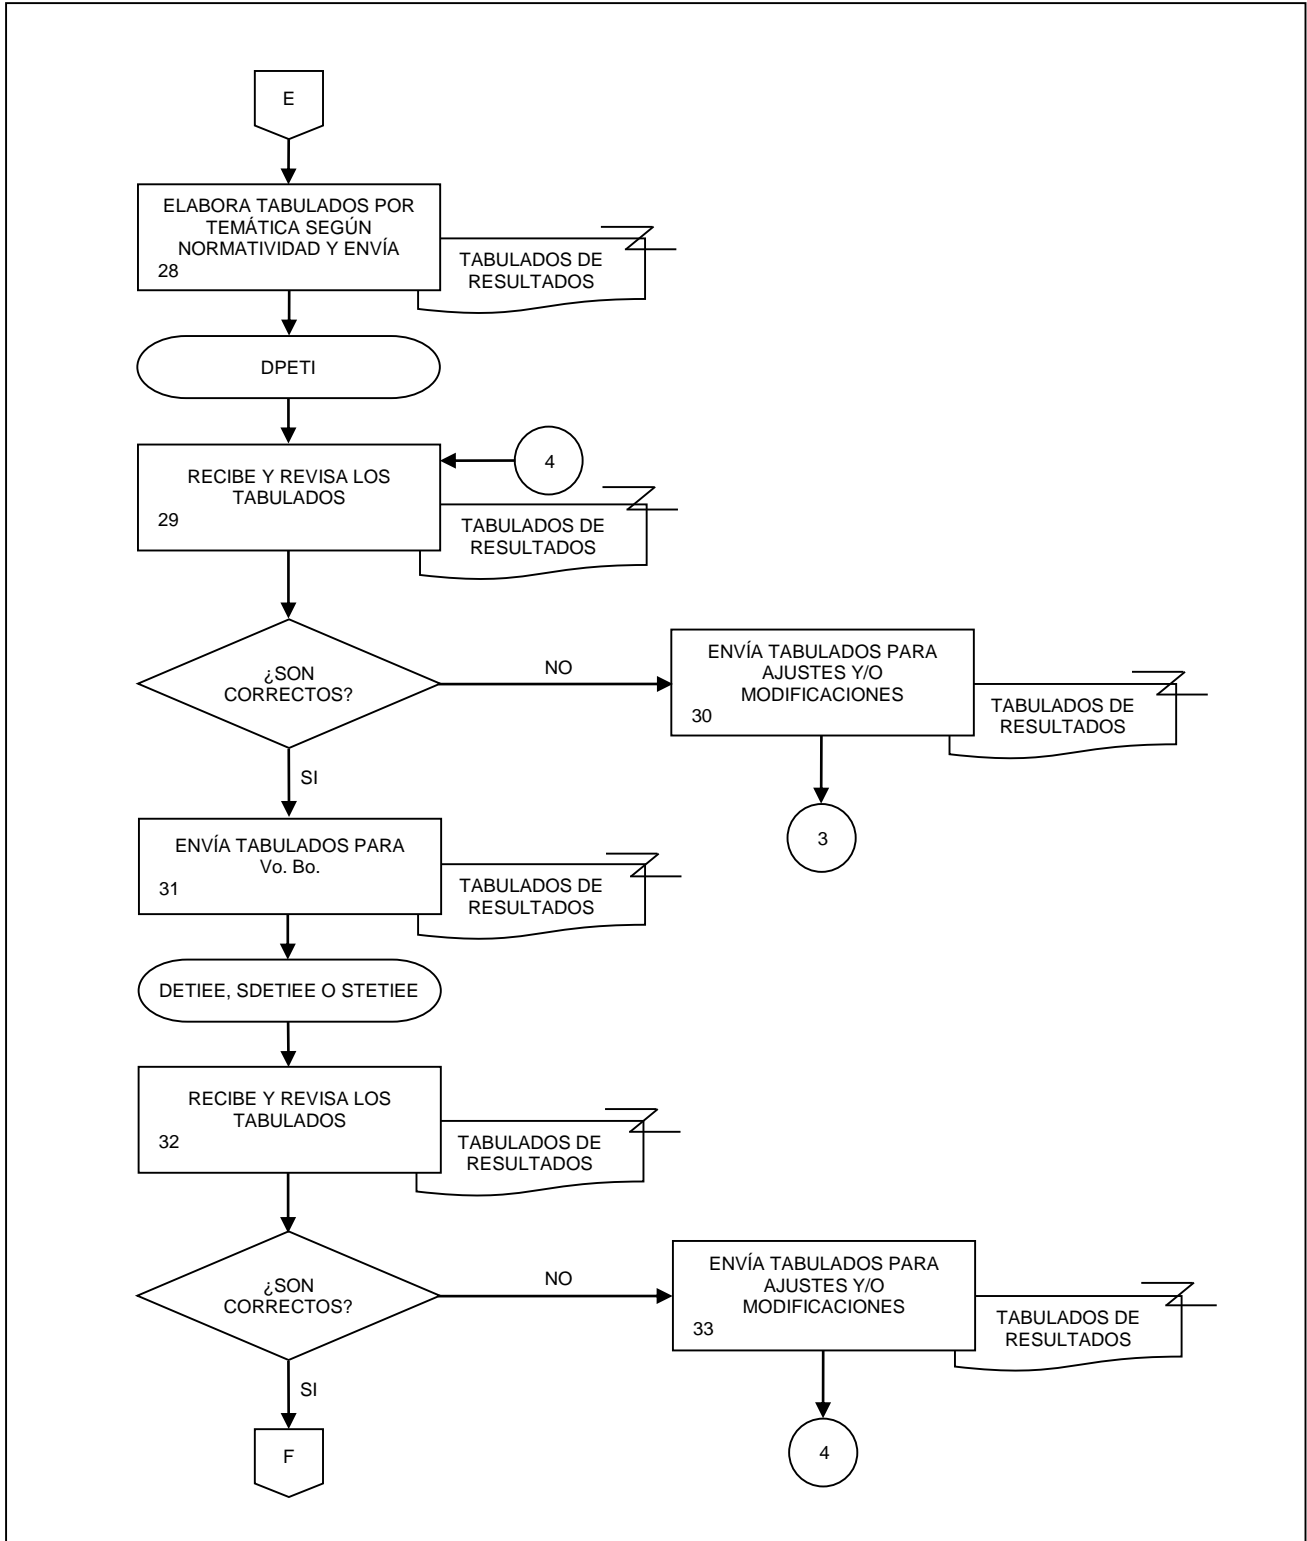 E
ELABORA TABULADOS POR
TEMÁTICA SEGÚN
NORMATIVIDAD Y ENVÍA
28
TABULADOS DE
RESULTADOS
DPETI
4
RECIBE Y REVISA LOS
TABULADOS
29
TABULADOS DE
RESULTADOS
¿SON
CORRECTOS?
NO
ENVÍA TABULADOS PARA
AJUSTES Y/O
MODIFICACIONES
30
TABULADOS DE
RESULTADOS
3
SI
ENVÍA TABULADOS PARA
Vo. Bo.
31
TABULADOS DE
RESULTADOS
DETIEE, SDETIEE O STETIEE
RECIBE Y REVISA LOS
TABULADOS
32
TABULADOS DE
RESULTADOS
¿SON
CORRECTOS?
NO
ENVÍA TABULADOS PARA
AJUSTES Y/O
MODIFICACIONES
33
TABULADOS DE
RESULTADOS
4
SI
F